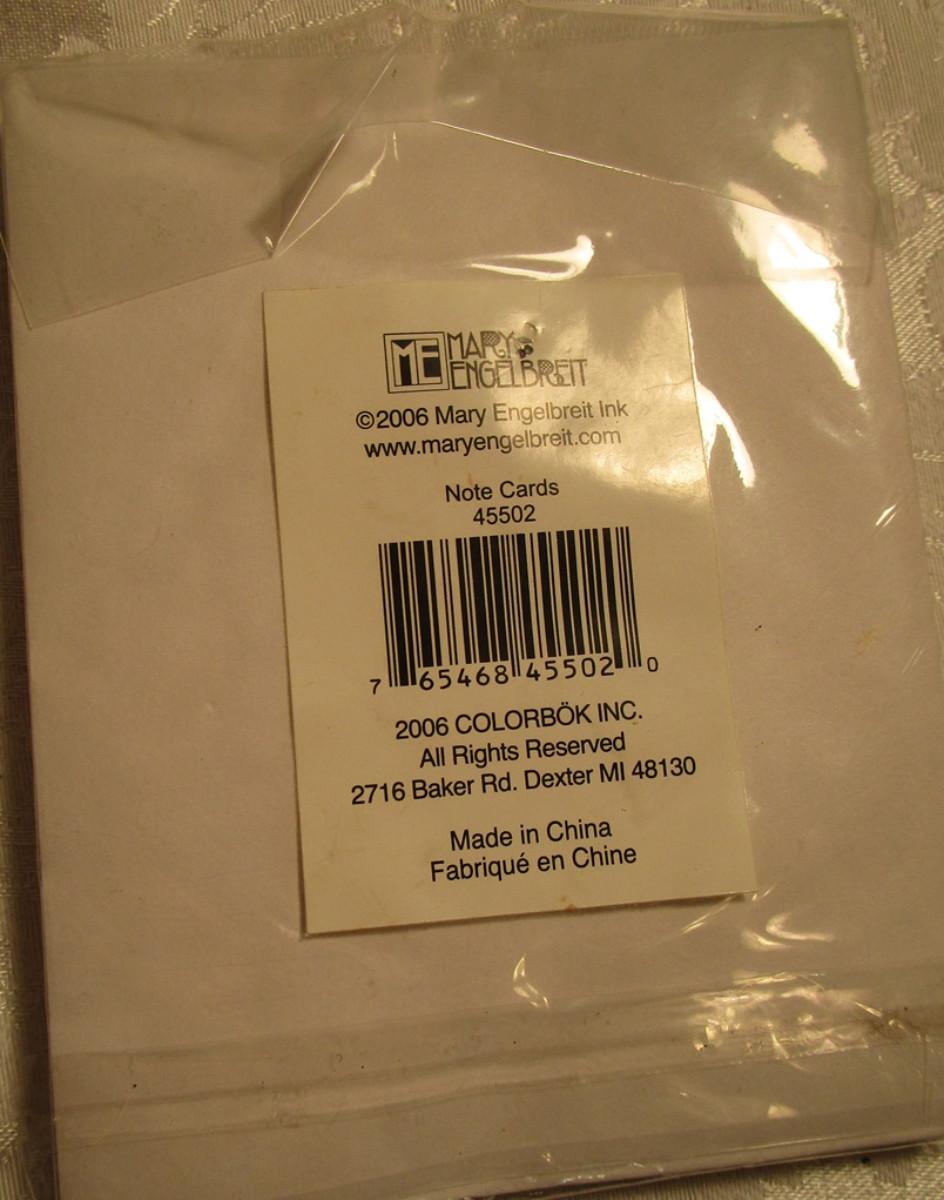 ME MARY
ENGELBREIT
©2006 Mary Engelbreit Ink
www.maryengelbreit.com
Note Cards
45502
7 65468 45502 0
2006 COLORBÖK INC.
All Rights Reserved
2716 Baker Rd. Dexter MI 48130
Made in China
Fabriqué en Chine